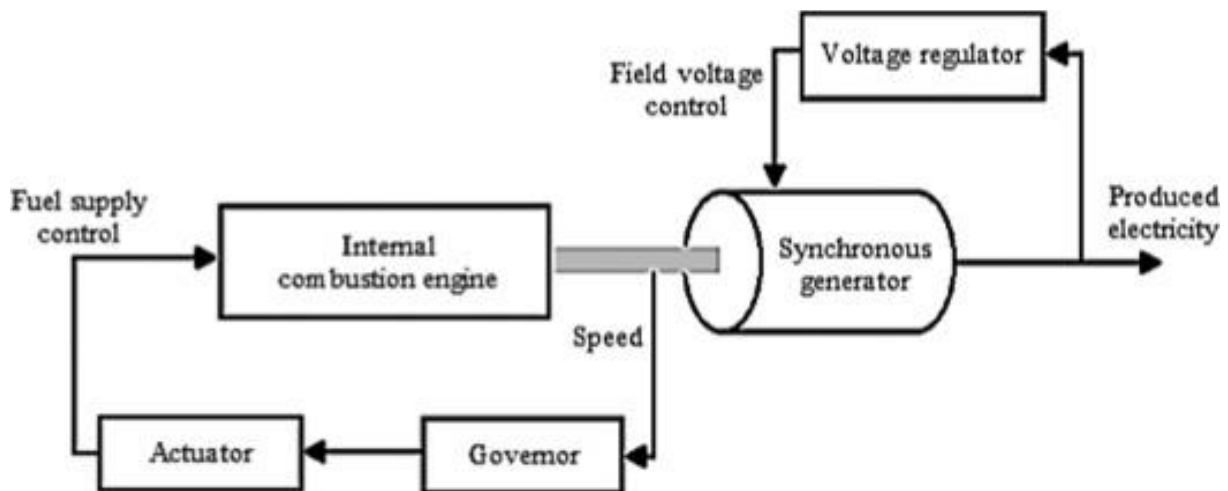 Voltage regulator
Field voltage
control
Fuel supply
control
Internal
combustion engine
Synchronous
generator
Produced
electricity
Speed
Actuator
Governor